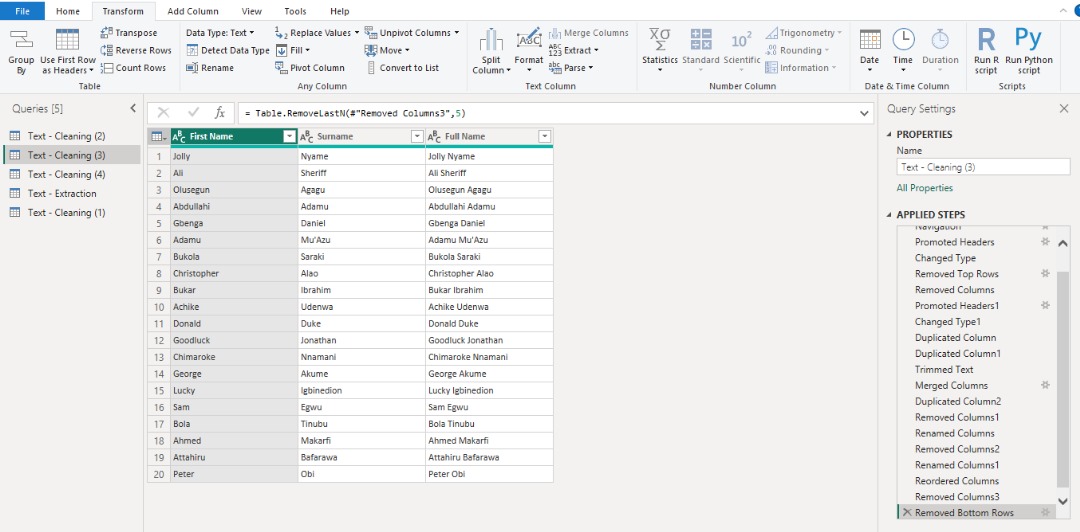 File Home Transform Add Column View Tools Help
Transpose Data Type: Text Replace Values Unpivot Columns Merge Columns Trigonometry
Reverse Rows Detect Data Type Fill Move Extract Rounding
Count Rows Rename Pivot Column Convert to List Parse Information
Group By Use First Row as Headers Split Column Format Statistics Standard Scientific Date Time Duration Run R script Run Python script
Table Any Column Text Column Number Column Date & Time Column Scripts
Queries [5]
Text - Cleaning (2)
Text - Cleaning (3)
Text - Cleaning (4)
Text - Extraction
Text - Cleaning (1)
fx = Table.RemoveLastN(#"Removed Columns3",5)
First Name Surname Full Name
1 Jolly Nyame Jolly Nyame
2 Ali Sheriff Ali Sheriff
3 Olusegun Agagu Olusegun Agagu
4 Abdullahi Adamu Abdullahi Adamu
5 Gbenga Daniel Gbenga Daniel
6 Adamu Mu'Azu Adamu Mu'Azu
7 Bukola Saraki Bukola Saraki
8 Christopher Alao Christopher Alao
9 Bukar Ibrahim Bukar Ibrahim
10 Achike Udenwa Achike Udenwa
11 Donald Duke Donald Duke
12 Goodluck Jonathan Goodluck Jonathan
13 Chimaroke Nnamani Chimaroke Nnamani
14 George Akume George Akume
15 Lucky Igbinedion Lucky Igbinedion
16 Sam Egwu Sam Egwu
17 Bola Tinubu Bola Tinubu
18 Ahmed Makarfi Ahmed Makarfi
19 Attahiru Bafarawa Attahiru Bafarawa
20 Peter Obi Peter Obi
Query Settings
PROPERTIES
Name
Text - Cleaning (3)
All Properties
APPLIED STEPS
Navigation
Promoted Headers
Changed Type
Removed Top Rows
Removed Columns
Promoted Headers1
Changed Type1
Duplicated Column
Duplicated Column1
Trimmed Text
Merged Columns
Duplicated Column2
Removed Columns1
Renamed Columns
Removed Columns2
Renamed Columns1
Reordered Columns
Removed Columns3
Removed Bottom Rows